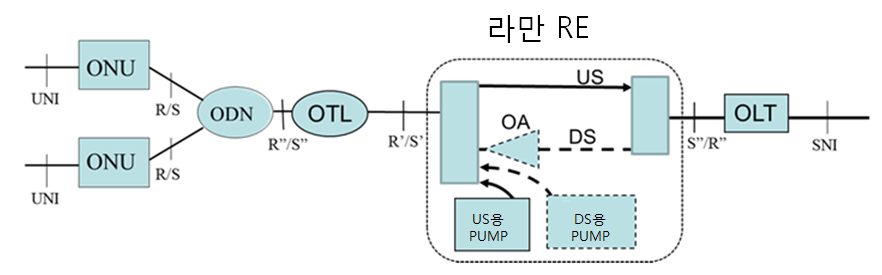 라만 RE
ONU
UNI
R/S
ODN
R"/S"
OTL
R'/S'
US
OA
DS
S"/R"
OLT
SNI
ONU
UNI
R/S
US용
PUMP
DS용
PUMP